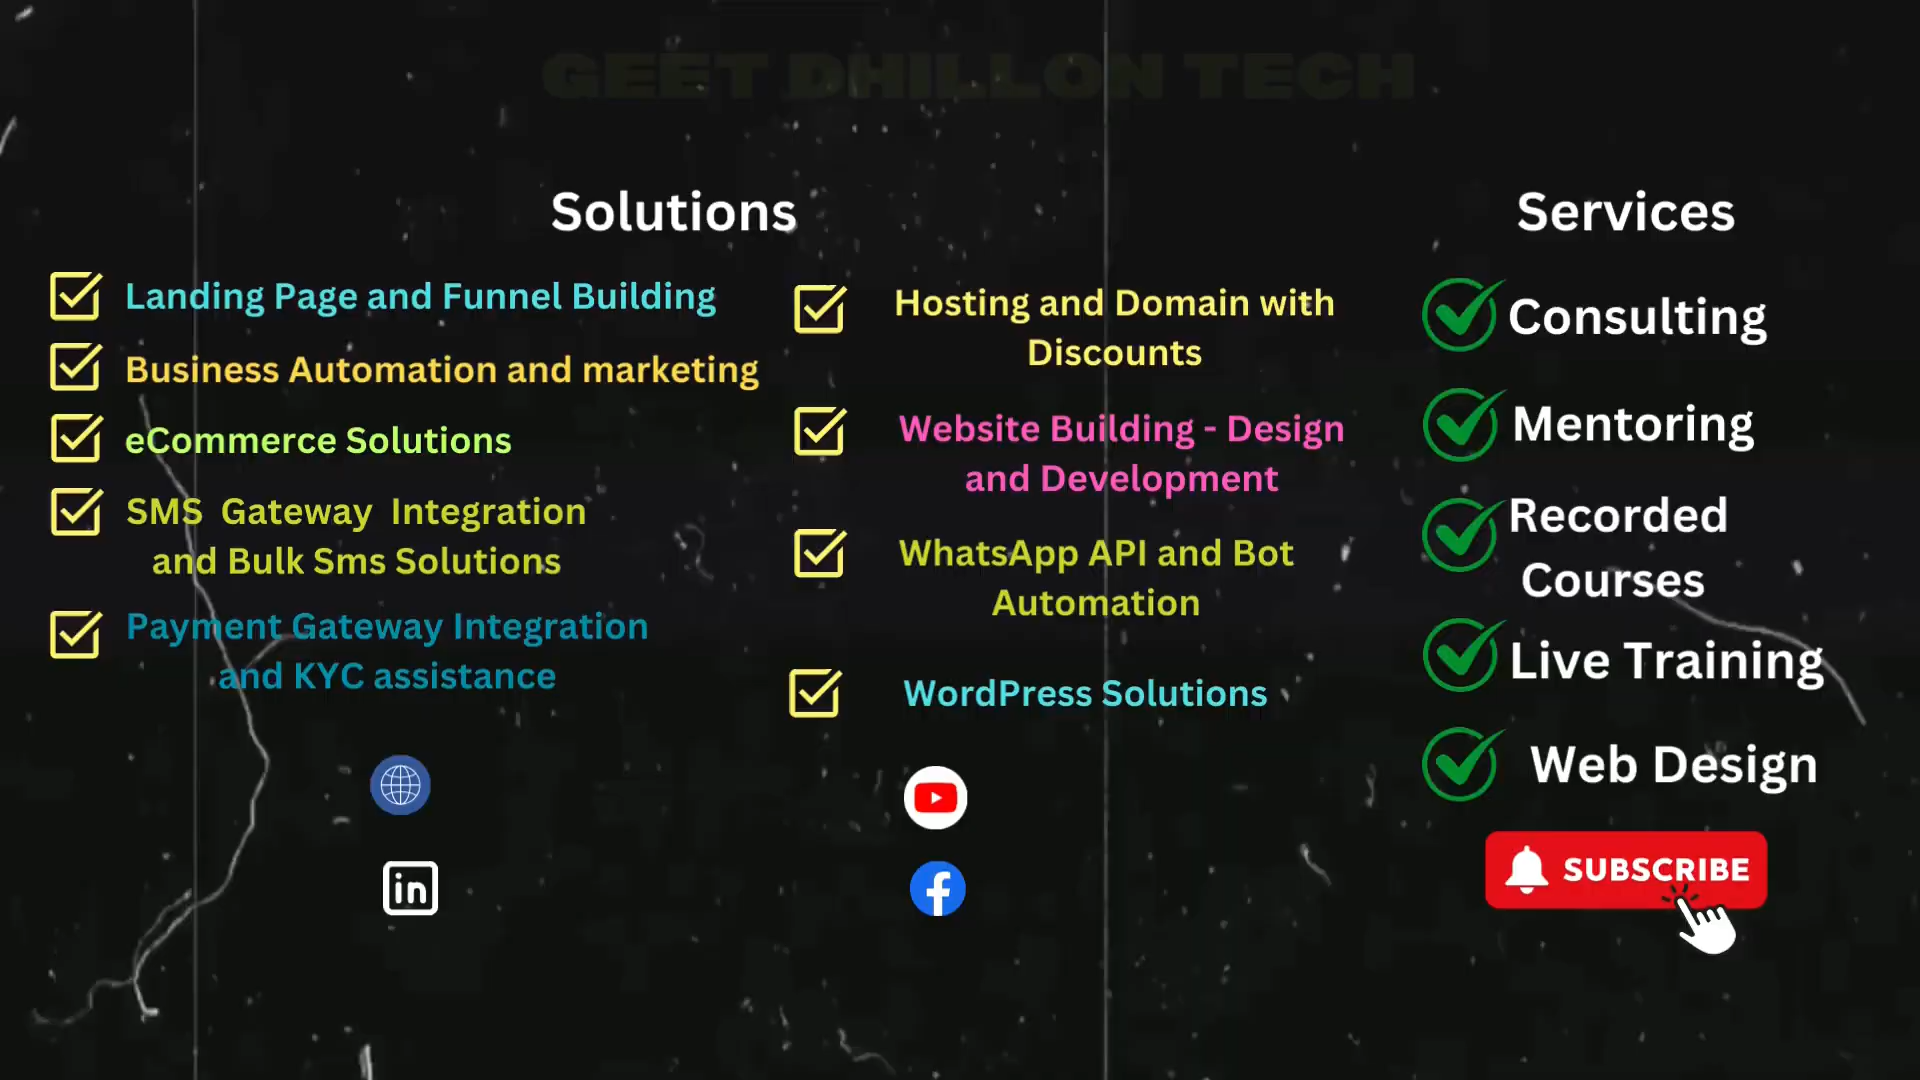 GEET DHILLON TECH
Solutions
Landing Page and Funnel Building
Business Automation and marketing
eCommerce Solutions
SMS Gateway Integration
and Bulk Sms Solutions
Payment Gateway Integration
and KYC assistance
Hosting and Domain with
Discounts
Website Building - Design
and Development
WhatsApp API and Bot
Automation
WordPress Solutions
Services
Consulting
Mentoring
Recorded
Courses
Live Training
Web Design
in
f
SUBSCRIBE